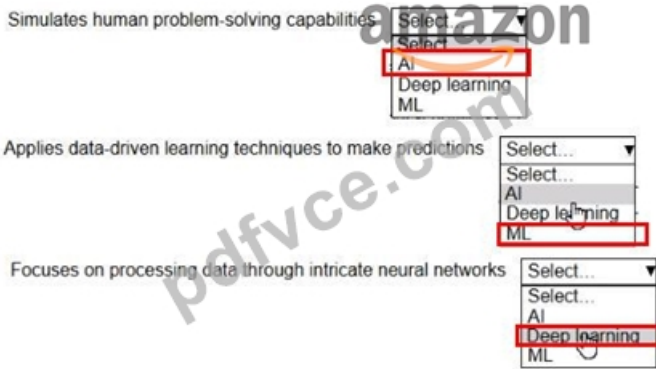 Simulates human problem-solving capabilities Select...
amazon
Select...
AI
Deep learning
ML
Applies data-driven learning techniques to make predictions Select...
Select...
AI
Deep learning
ML
pdfvce.com
Focuses on processing data through intricate neural networks Select...
Select...
AI
Deep learning
ML